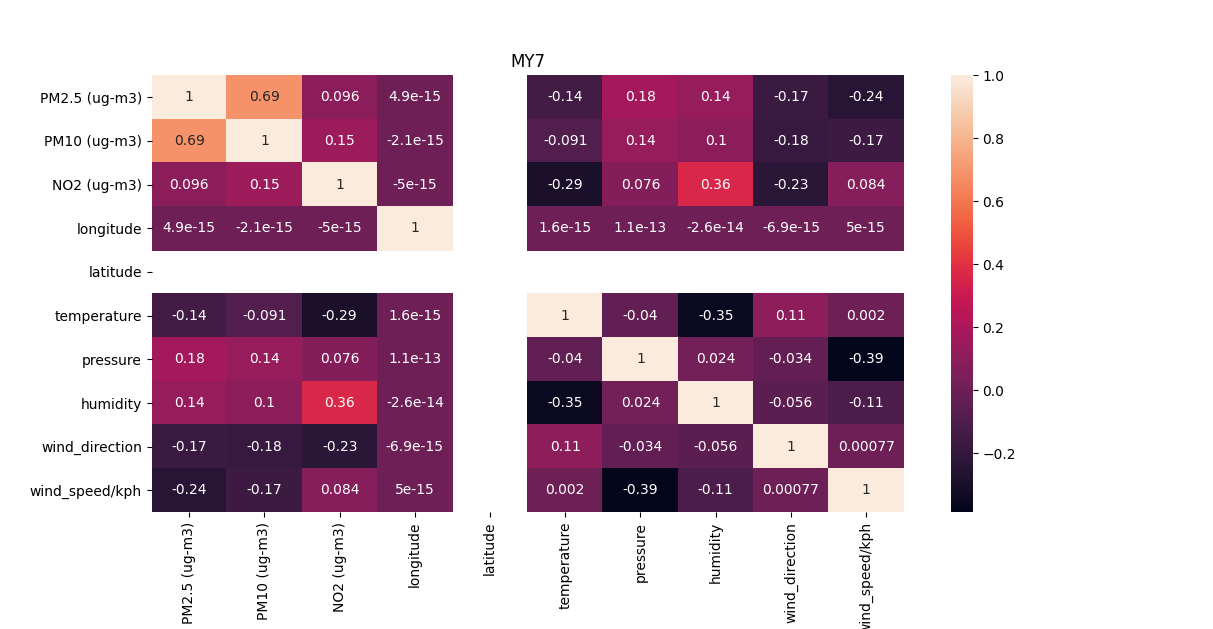 MY7
PM2.5 (ug-m3) 1 0.69 0.096 4.9e-15 -0.14 0.18 0.14 -0.17 -0.24
PM10 (ug-m3) 0.69 1 0.15 -2.1e-15 -0.091 0.14 0.1 -0.18 -0.17
NO2 (ug-m3) 0.096 0.15 1 -5e-15 -0.29 0.076 0.36 -0.23 0.084
longitude 4.9e-15 -2.1e-15 -5e-15 1 1.6e-15 1.1e-13 -2.6e-14 -6.9e-15 5e-15
latitude
temperature -0.14 -0.091 -0.29 1.6e-15 1 -0.04 -0.35 0.11 0.002
pressure 0.18 0.14 0.076 1.1e-13 -0.04 1 0.024 -0.034 -0.39
humidity 0.14 0.1 0.36 -2.6e-14 -0.35 0.024 1 -0.056 -0.11
wind_direction -0.17 -0.18 -0.23 -6.9e-15 0.11 -0.034 -0.056 1 0.00077
wind_speed/kph -0.24 -0.17 0.084 5e-15 0.002 -0.39 -0.11 0.00077 1
PM2.5 (ug-m3)
PM10 (ug-m3)
NO2 (ug-m3)
longitude
latitude
temperature
pressure
humidity
wind_direction
wind_speed/kph
1.0
0.8
0.6
0.4
0.2
0.0
−0.2